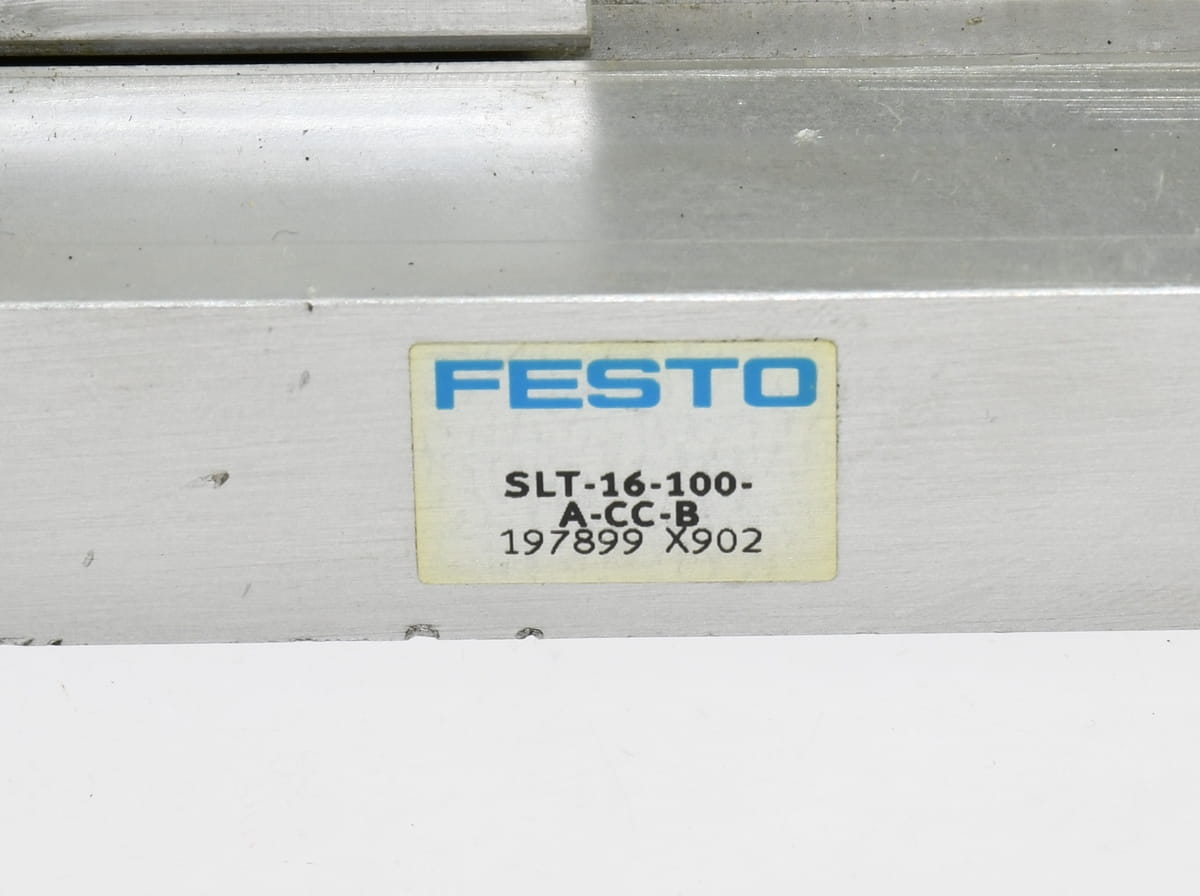 FESTO
SLT-16-100-
A-CC-B
197899 X902